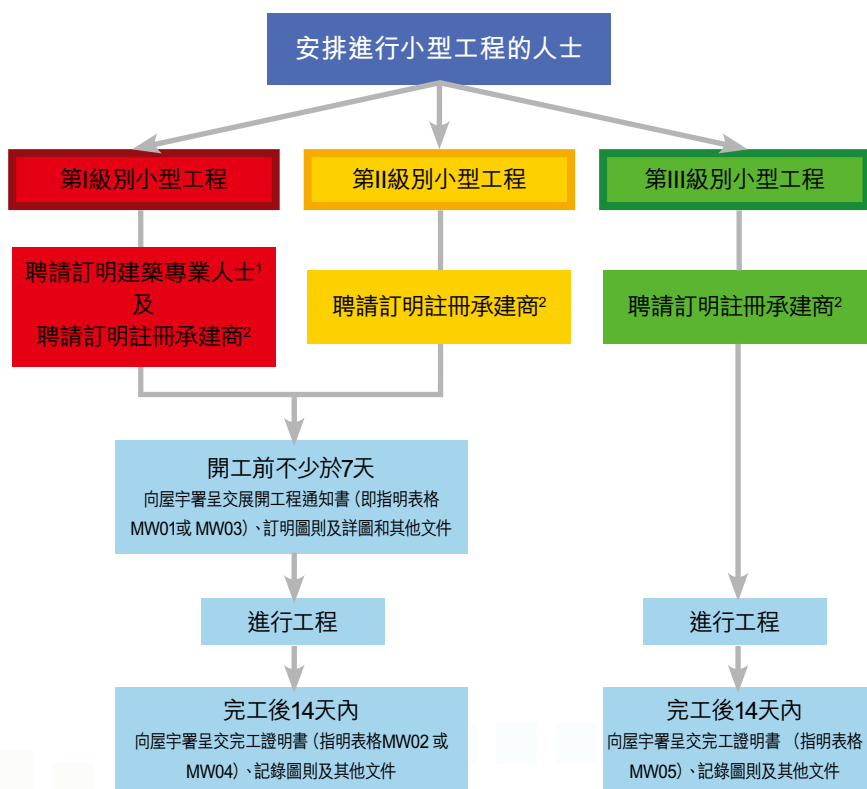 安排進行小型工程的人士
第I級別小型工程
第II級別小型工程
第III級別小型工程
聘請訂明建築專業人士¹
及
聘請訂明註冊承建商²
聘請訂明註冊承建商²
聘請訂明註冊承建商²
開工前不少於7天
向屋宇署呈交展開工程通知書（即指明表格
MW01或 MW03）、訂明圖則及詳圖和其他文件
進行工程
進行工程
完工後14天內
向屋宇署呈交完工證明書（指明表格MW02 或
MW04）、記錄圖則及其他文件
完工後14天內
向屋宇署呈交完工證明書 （指明表格
MW05）、記錄圖則及其他文件